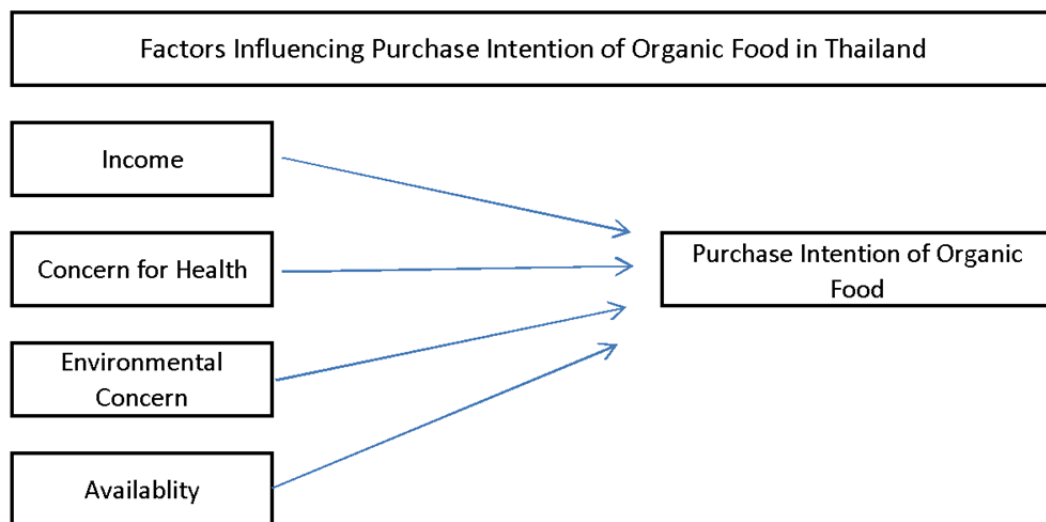 Factors Influencing Purchase Intention of Organic Food in Thailand
Income
Concern for Health
Purchase Intention of Organic
Food
Environmental
Concern
Availablity